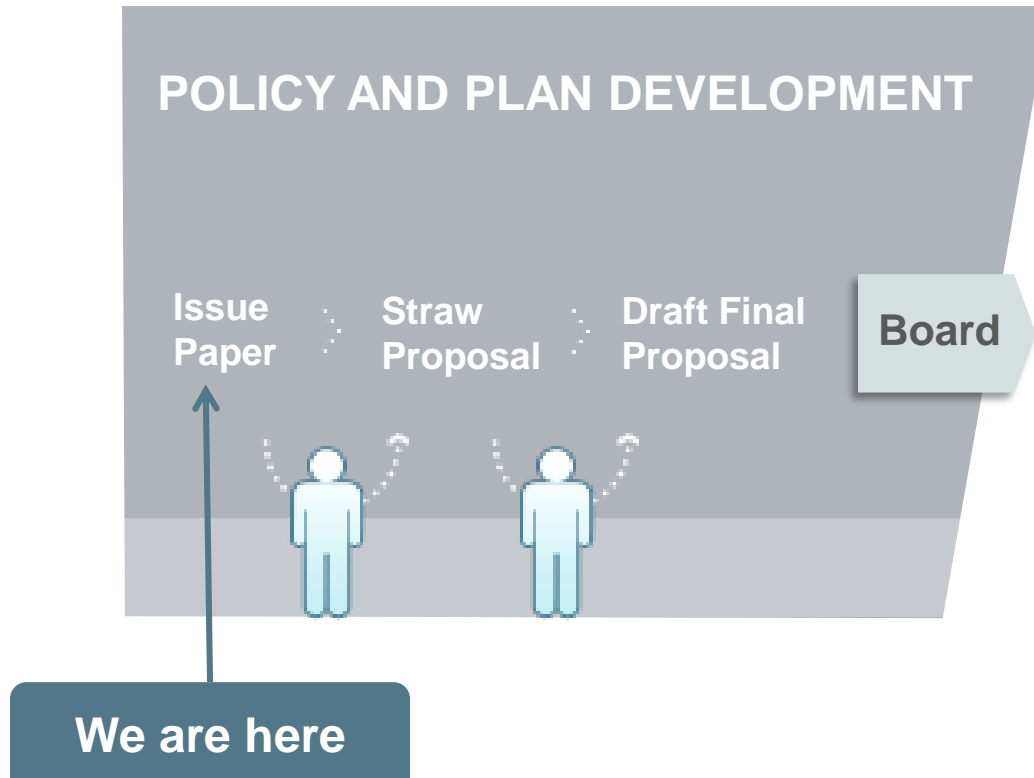 POLICY AND PLAN DEVELOPMENT
Issue
Paper
Straw
Proposal
Draft Final
Proposal
Board
We are here